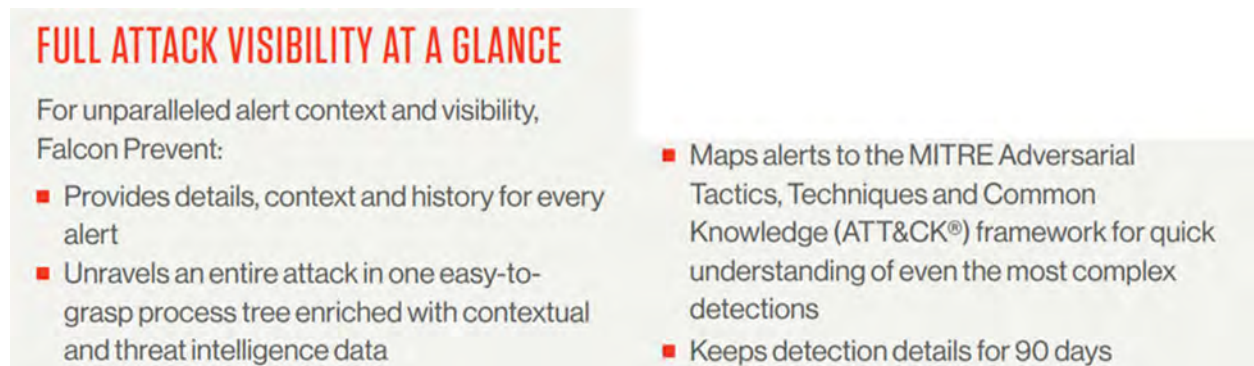 FULL ATTACK VISIBILITY AT A GLANCE
For unparalleled alert context and visibility,
Falcon Prevent:
■ Provides details, context and history for every
alert
■ Unravels an entire attack in one easy-to-
grasp process tree enriched with contextual
and threat intelligence data
■ Maps alerts to the MITRE Adversarial
Tactics, Techniques and Common
Knowledge (ATT&CK®) framework for quick
understanding of even the most complex
detections
■ Keeps detection details for 90 days